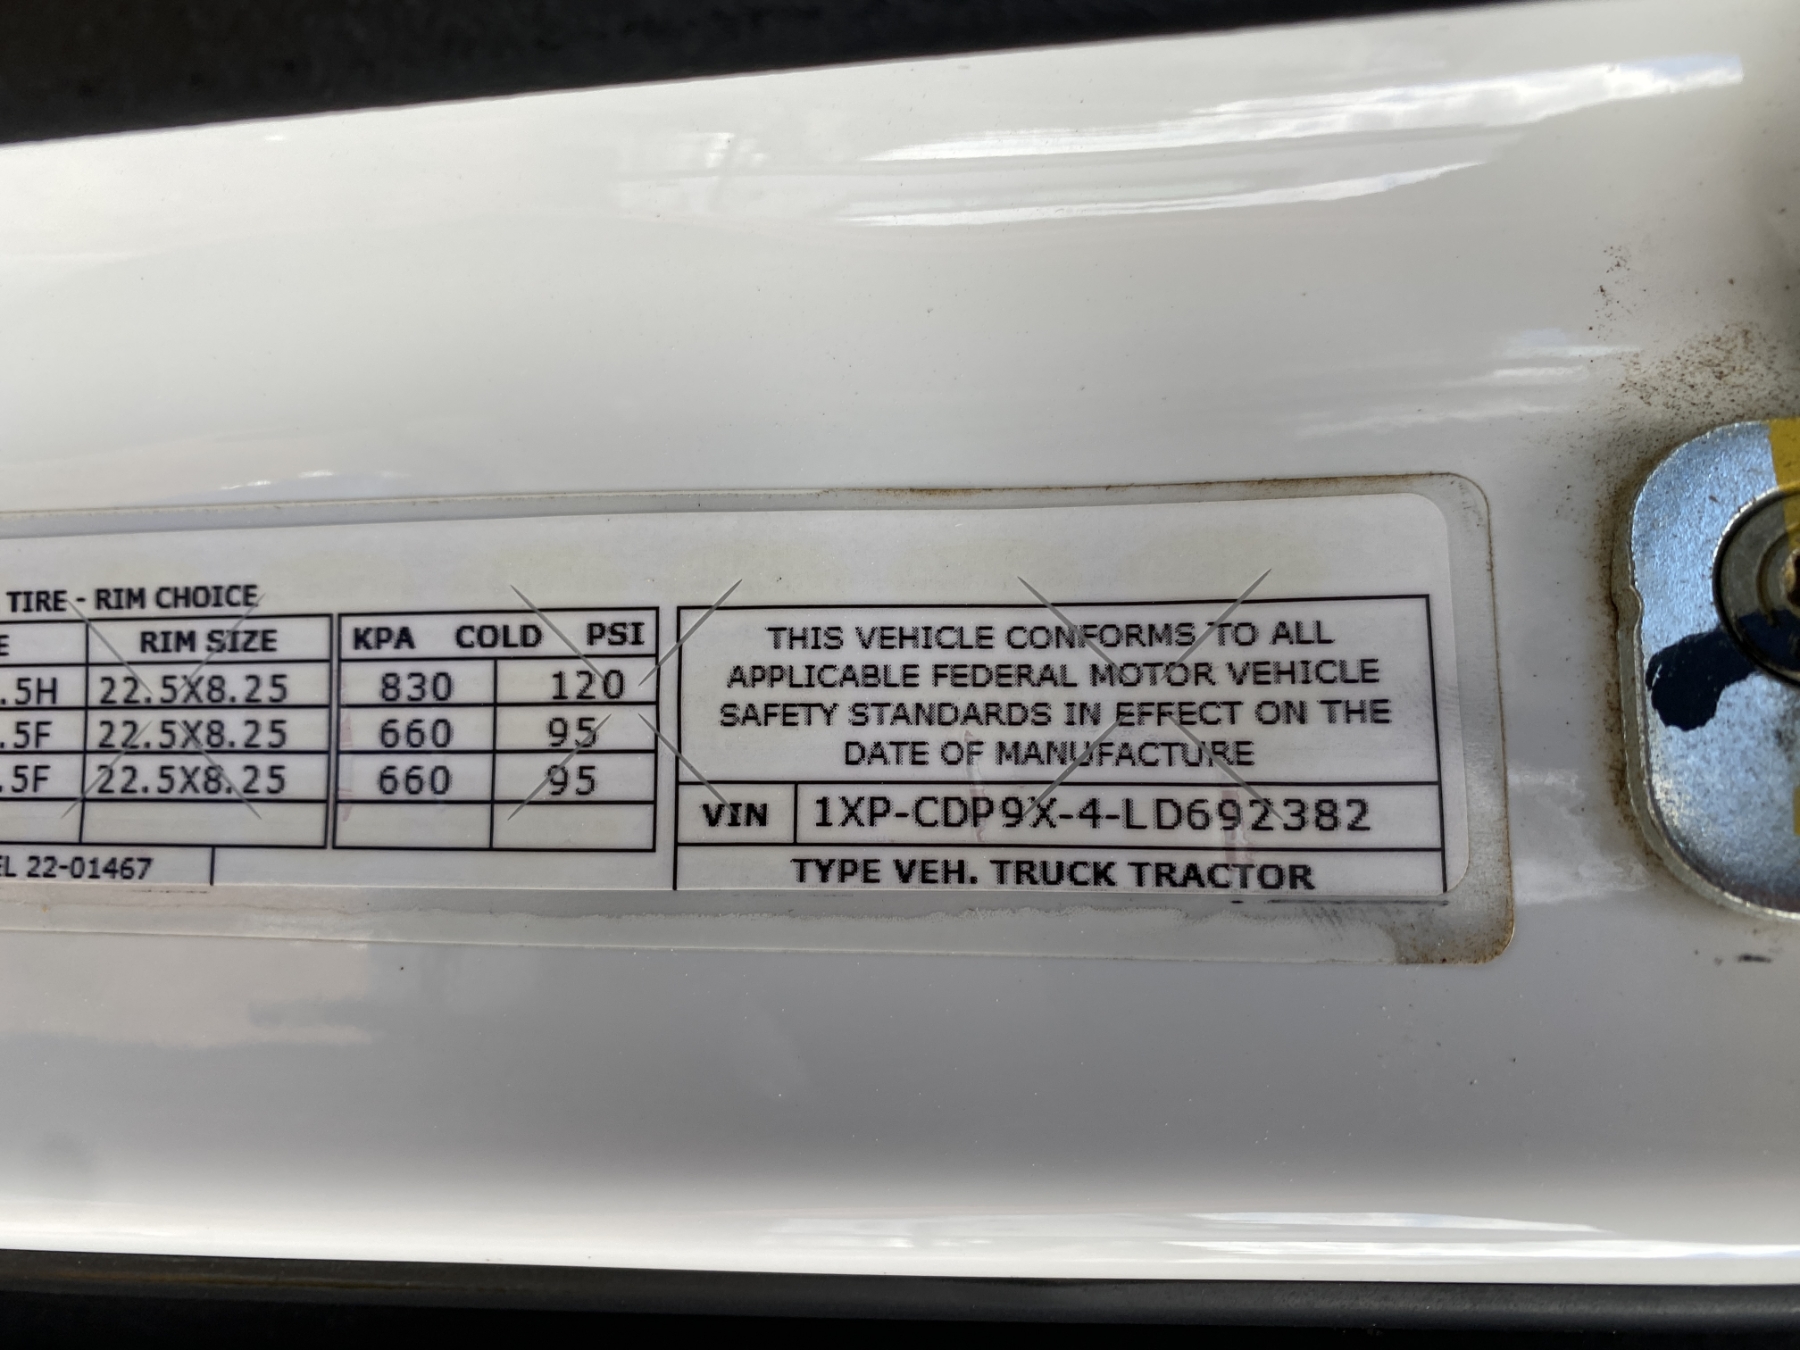 TIRE - RIM CHOICE
E RIM SIZE KPA COLD PSI
.5H 22.5X8.25 830 120
.5F 22.5X8.25 660 95
.5F 22.5X8.25 660 95
EL 22-01467
THIS VEHICLE CONFORMS TO ALL
APPLICABLE FEDERAL MOTOR VEHICLE
SAFETY STANDARDS IN EFFECT ON THE
DATE OF MANUFACTURE
VIN 1XP-CDP9X-4-LD692382
TYPE VEH. TRUCK TRACTOR